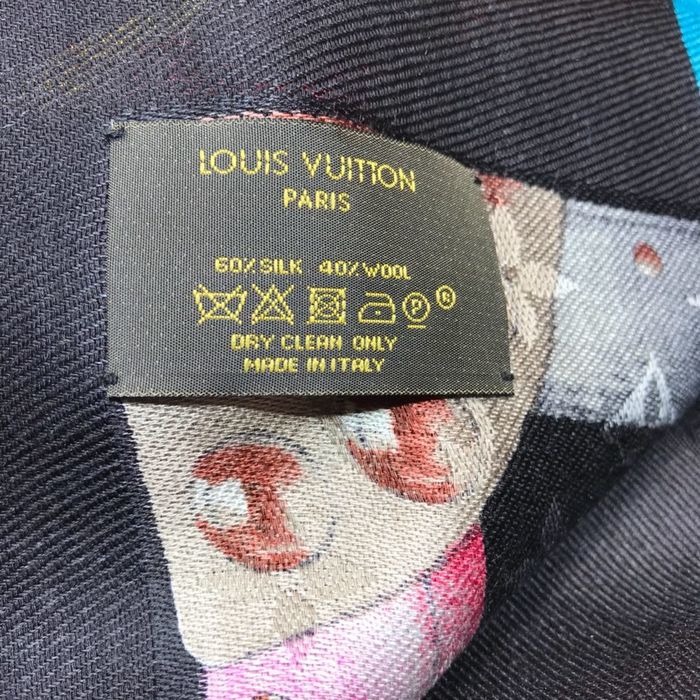 LOUIS VUITTON
PARIS
60% SILK 40% WOOL
P ®
DRY CLEAN ONLY
MADE IN ITALY